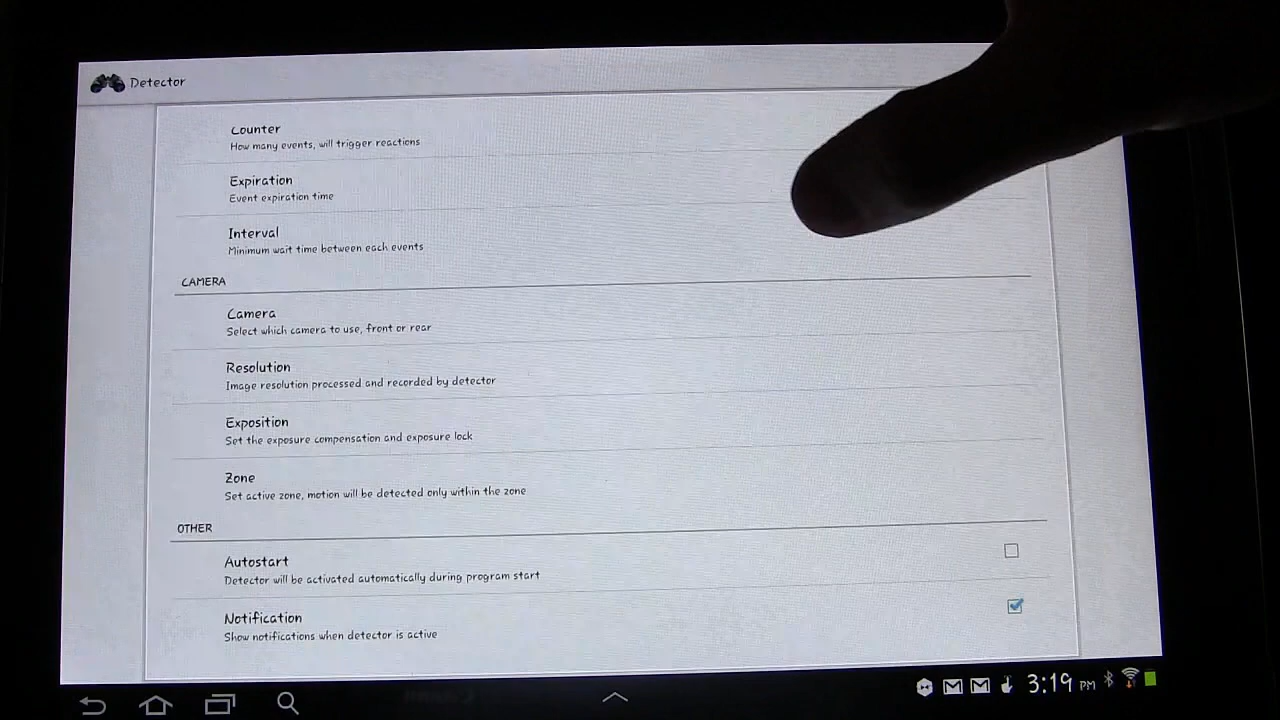 Detector
Counter
How many events, will trigger reactions
Expiration
Event expiration time
Interval
Minimum wait time between each events
CAMERA
Camera
Select which camera to use, front or rear
Resolution
Image resolution processed and recorded by detector
Exposition
Set the exposure compensation and exposure lock
Zone
Set active zone, motion will be detected only within the zone
OTHER
Autostart
Detector will be activated automatically during program start
Notification
Show notifications when detector is active
3:19 PM